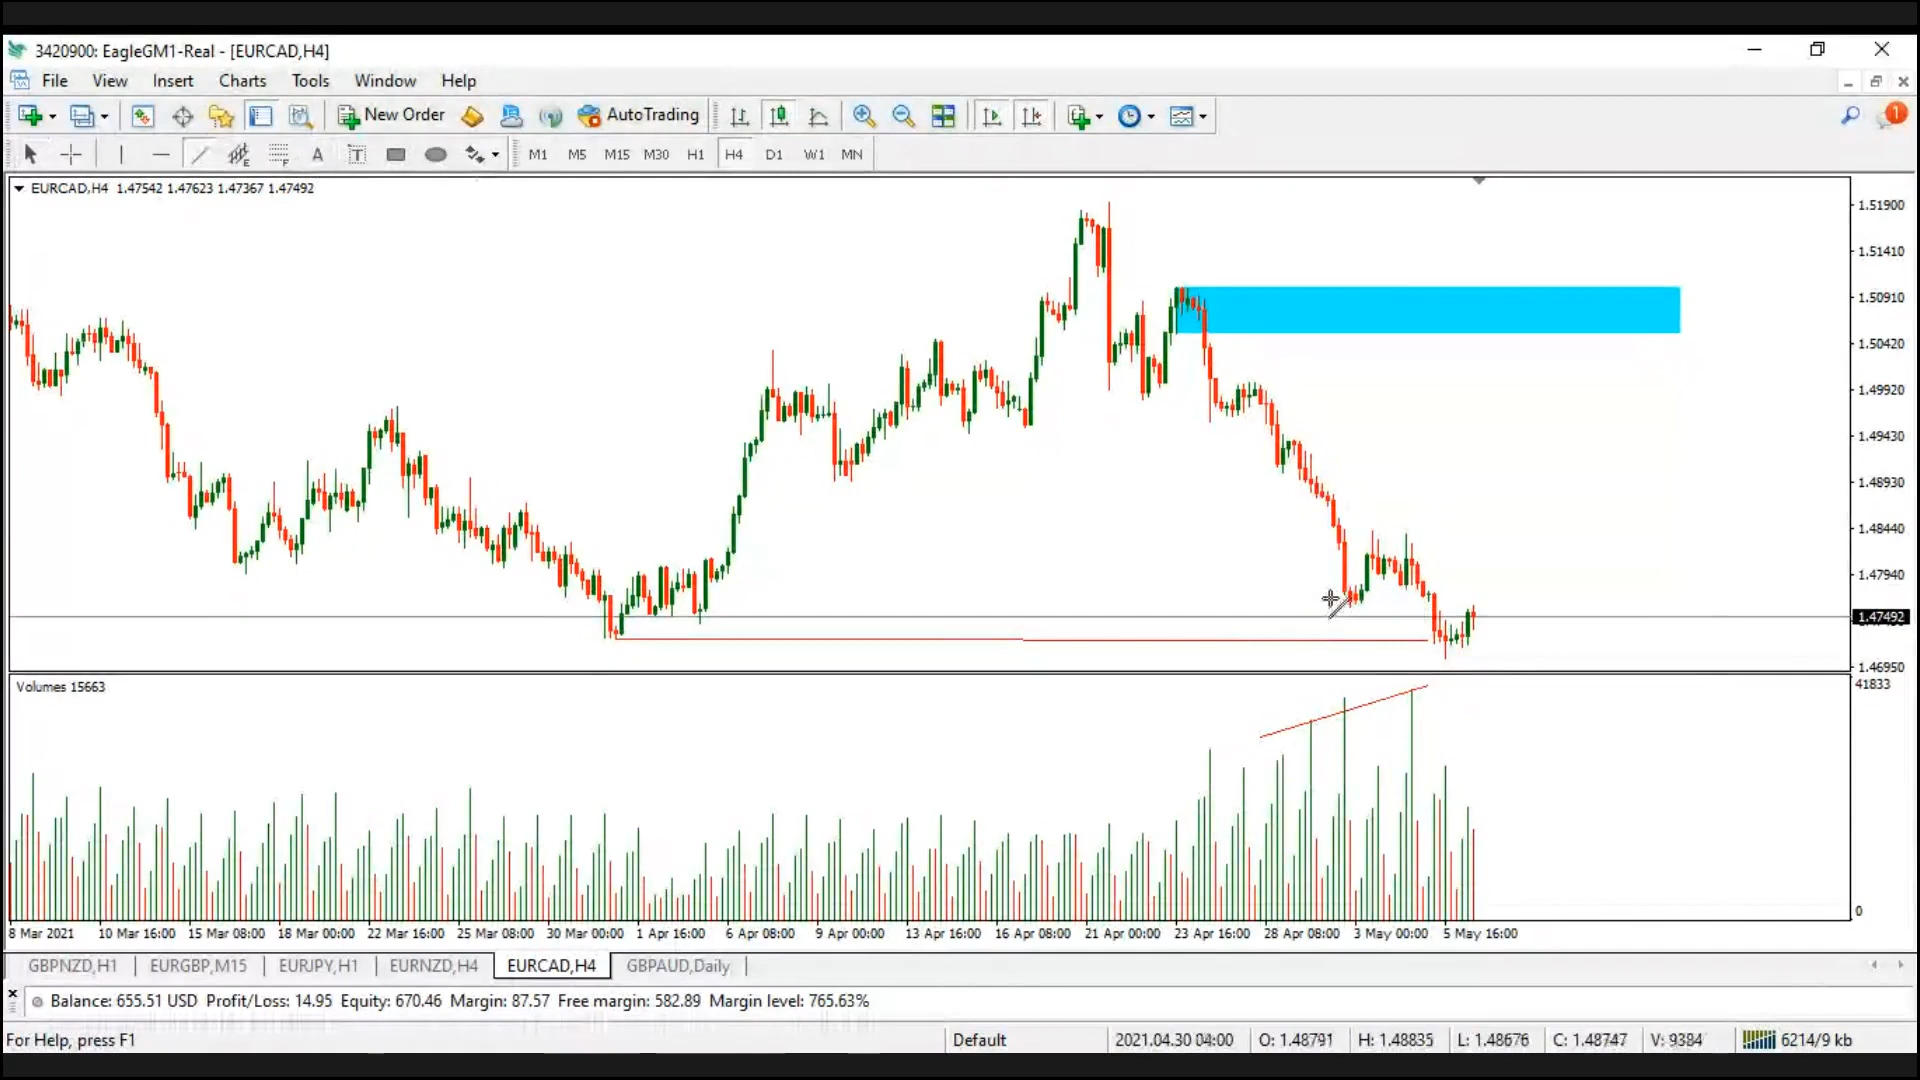 3420900: EagleGM1-Real - [EURCAD,H4]
File View Insert Charts Tools Window Help
New Order AutoTrading 1
E F A T M1 M5 M15 M30 H1 H4 D1 W1 MN
EURCAD,H4 1.47542 1.47623 1.47367 1.47492
1.51900
1.51410
1.50910
1.50420
1.49920
1.49430
1.48930
1.48440
1.47940
1.47492
1.46950
Volumes 15663
41833
0
8 Mar 2021 10 Mar 16:00 15 Mar 08:00 18 Mar 00:00 22 Mar 16:00 25 Mar 08:00 30 Mar 00:00 1 Apr 16:00 6 Apr 08:00 9 Apr 00:00 13 Apr 16:00 16 Apr 08:00 21 Apr 00:00 23 Apr 16:00 28 Apr 08:00 3 May 00:00 5 May 16:00
GBPNZD,H1 EURGBP,M15 EURJPY,H1 EURNZD,H4 EURCAD,H4 GBPAUD,Daily
Balance: 655.51 USD Profit/Loss: 14.95 Equity: 670.46 Margin: 87.57 Free margin: 582.89 Margin level: 765.63%
For Help, press F1 Default 2021.04.30 04:00 O: 1.48791 H: 1.48835 L: 1.48676 C: 1.48747 V: 9384 6214/9 kb